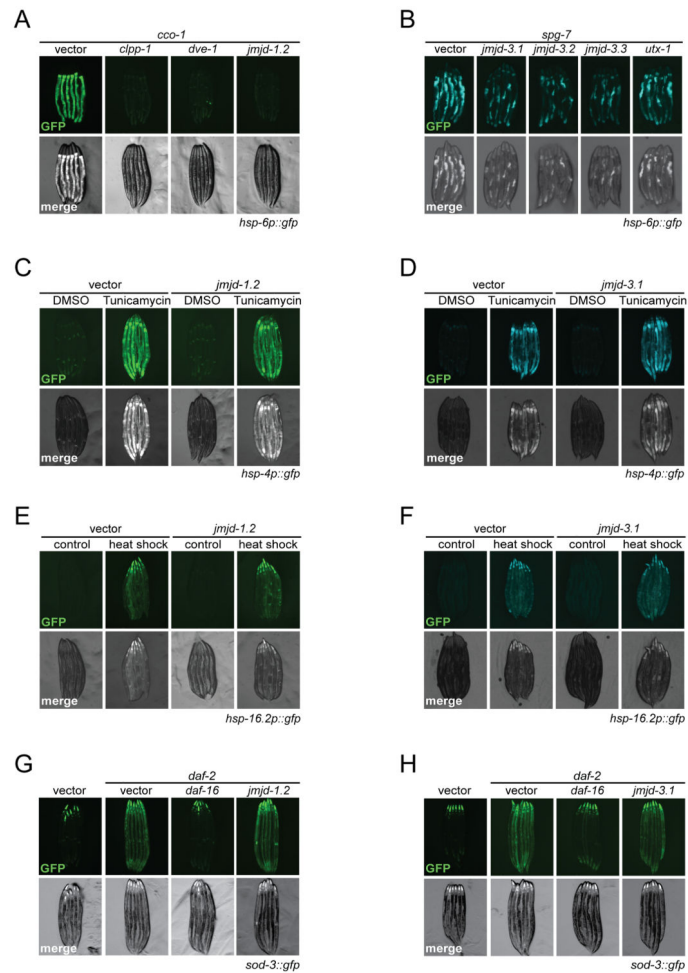 A
cco-1
vector clpp-1 dve-1 jmjd-1.2
GFP
merge
hsp-6p::gfp
B
spg-7
vector jmjd-3.1 jmjd-3.2 jmjd-3.3 utx-1
GFP
merge
hsp-6p::gfp
C
vector jmjd-1.2
DMSO Tunicamycin DMSO Tunicamycin
GFP
merge
hsp-4p::gfp
D
vector jmjd-3.1
DMSO Tunicamycin DMSO Tunicamycin
GFP
merge
hsp-4p::gfp
E
vector jmjd-1.2
control heat shock control heat shock
GFP
merge
hsp-16.2p::gfp
F
vector jmjd-3.1
control heat shock control heat shock
GFP
merge
hsp-16.2p::gfp
G
daf-2
vector vector daf-16 jmjd-1.2
GFP
merge
sod-3::gfp
H
daf-2
vector vector daf-16 jmjd-3.1
GFP
merge
sod-3::gfp